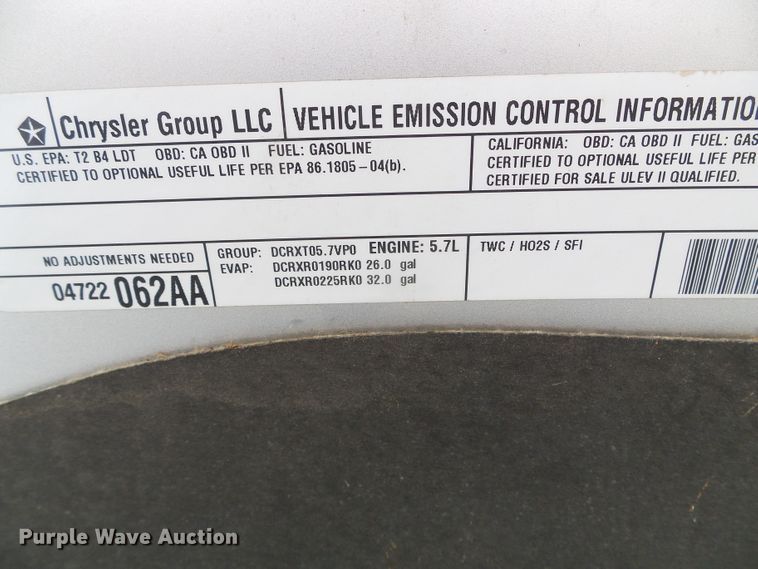 Chrysler Group LLC
VEHICLE EMISSION CONTROL
U.S. EPA: T2 B4 LDT OBD: CA OBD II FUEL: GASOLINE
CERTIFIED TO OPTIONAL USEFUL LIFE PER EPA 86.1805-04(b).
CALIFORNIA: OBD: CA OBD II FUEL:
CERTIFIED TO OPTIONAL USEFUL LIFE PER
CERTIFIED FOR SALE ULEV II QUALIFIED.
NO ADJUSTMENTS NEEDED
04722 062AA
GROUP: DCRXT05.7VP0 ENGINE: 5.7L
EVAP: DCRXR0190RK0 26.0 gal
DCRXR0225RK0 32.0 gal
TWC / HO2S / SFI
Purple Wave Auction